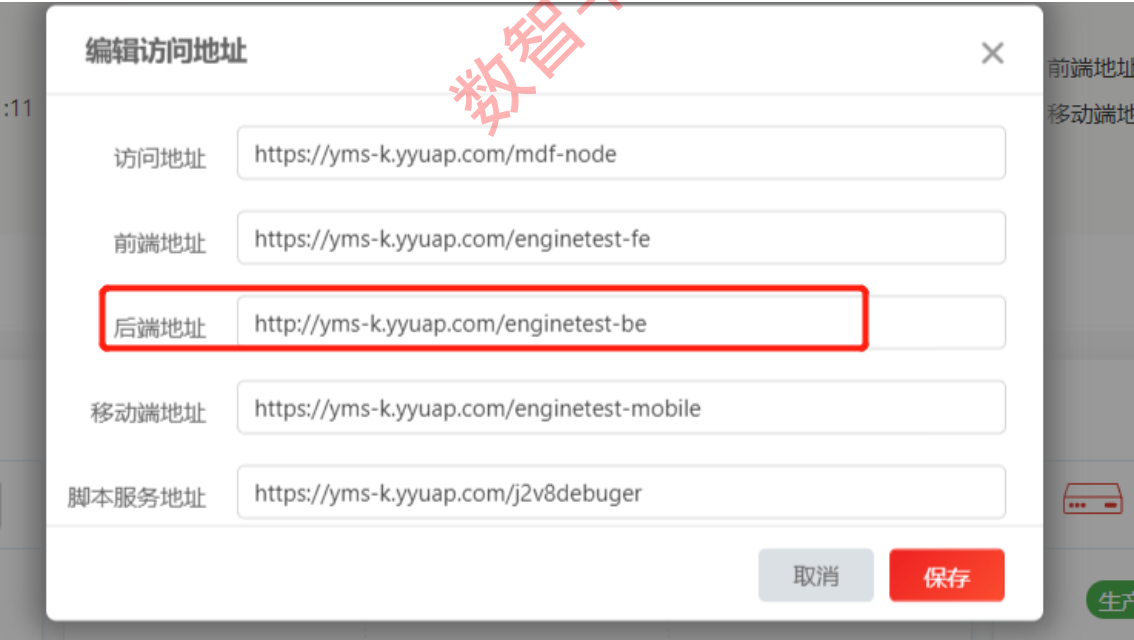 数智
编辑访问地址
前端地址
:11
移动端地
访问地址
https://yms-k.yyuap.com/mdf-node
前端地址
https://yms-k.yyuap.com/enginetest-fe
后端地址
http://yms-k.yyuap.com/enginetest-be
移动端地址
https://yms-k.yyuap.com/enginetest-mobile
脚本服务地址
https://yms-k.yyuap.com/j2v8debuger
取消
保存
生产